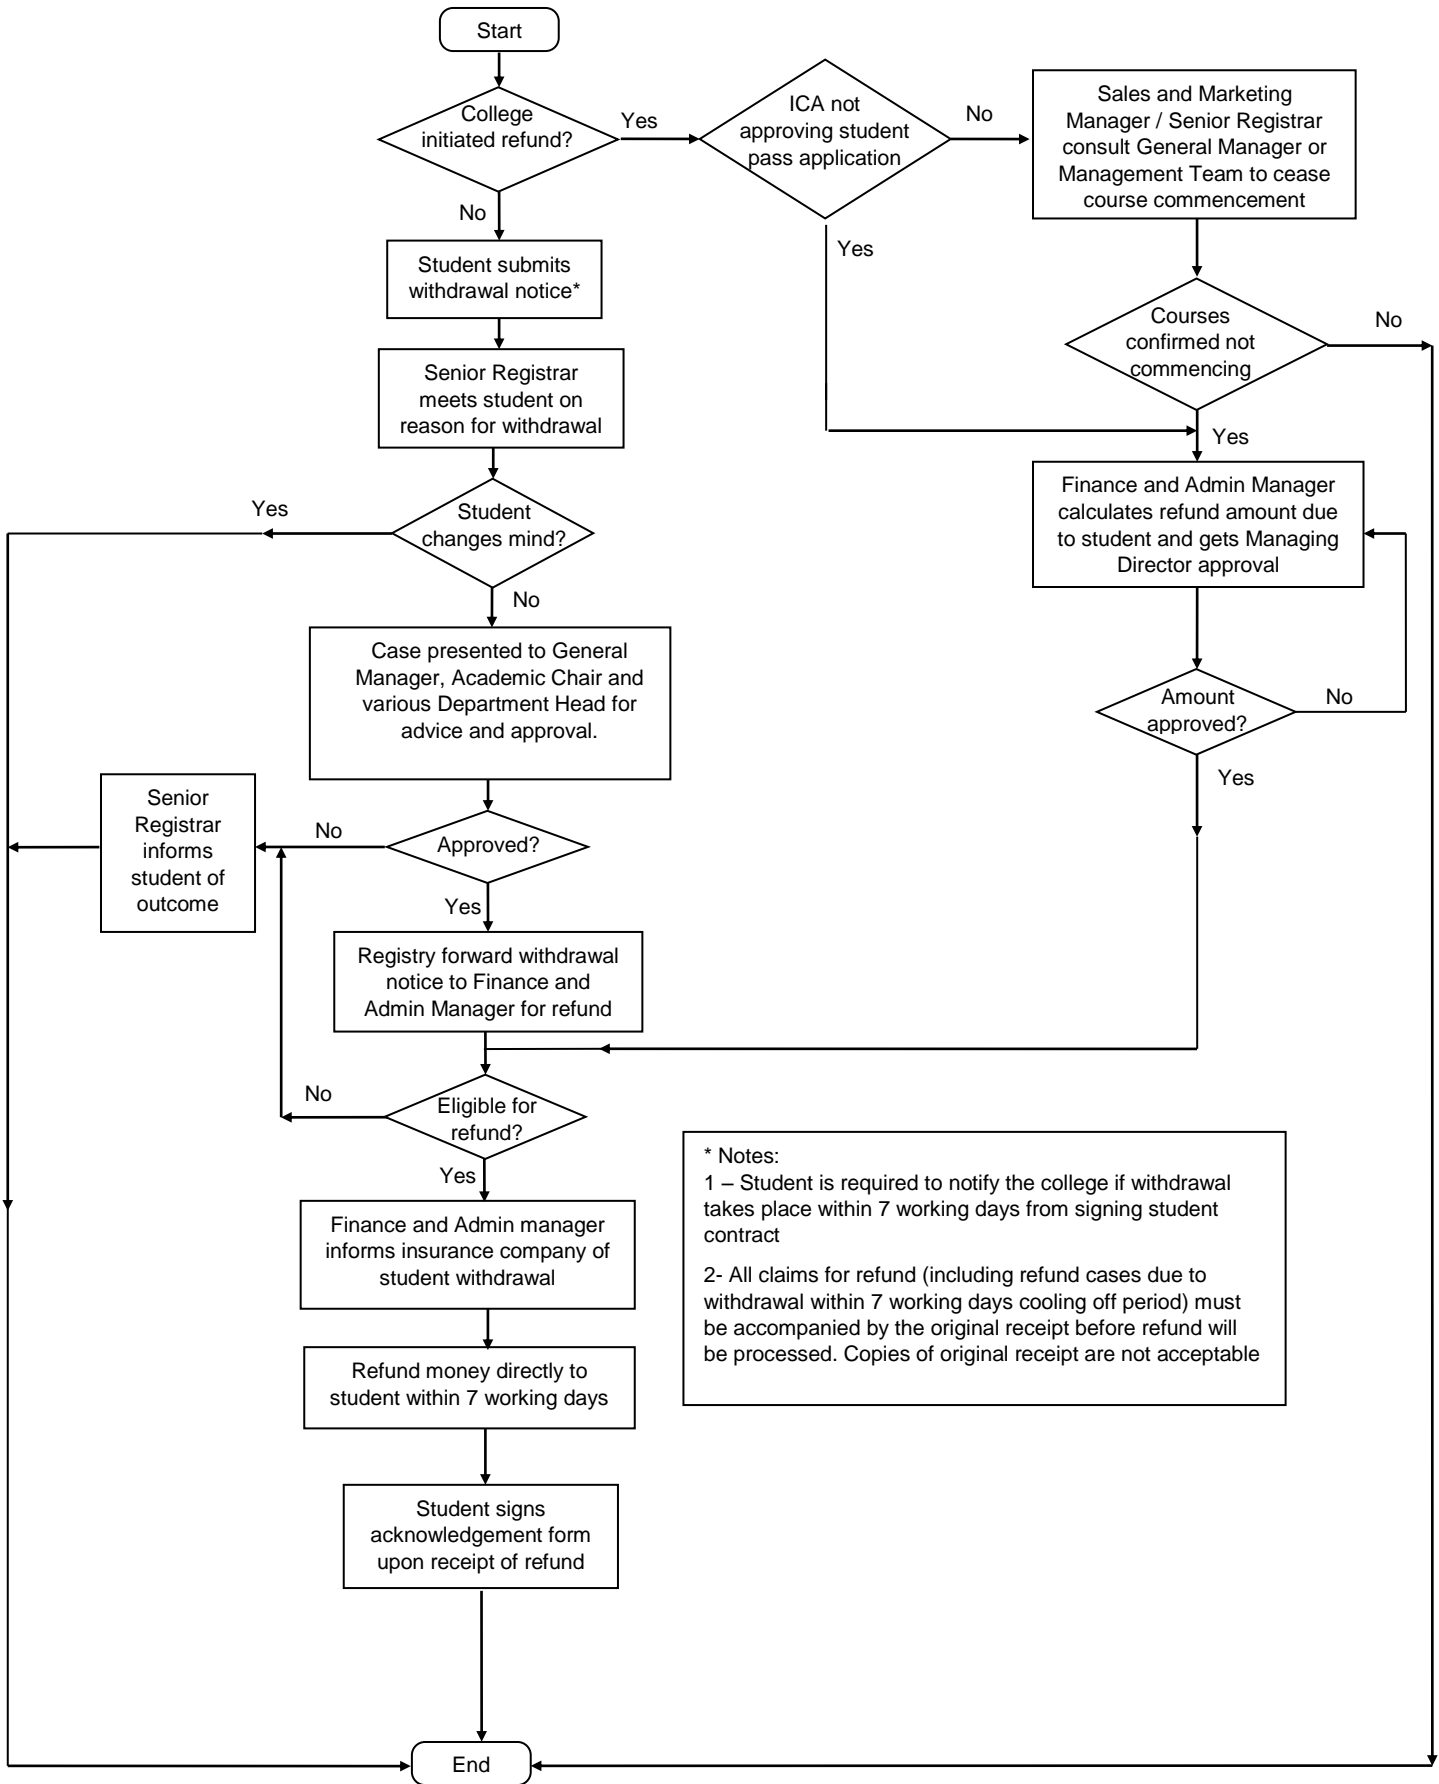 Start
College
initiated refund?
Yes
ICA not
approving student
pass application
No
Sales and Marketing
Manager / Senior Registrar
consult General Manager or
Management Team to cease
course commencement
No
Yes
Student submits
withdrawal notice*
Courses
confirmed not
commencing
No
Senior Registrar
meets student on
reason for withdrawal
Yes
Finance and Admin Manager
calculates refund amount due
to student and gets Managing
Director approval
Yes
Student
changes mind?
No
Case presented to General
Manager, Academic Chair and
various Department Head for
advice and approval.
Amount
approved?
No
Yes
Senior
Registrar
informs
student of
outcome
No
Approved?
Yes
Registry forward withdrawal
notice to Finance and
Admin Manager for refund
No
Eligible for
refund?
Yes
* Notes:
1 – Student is required to notify the college if withdrawal
takes place within 7 working days from signing student
contract
2- All claims for refund (including refund cases due to
withdrawal within 7 working days cooling off period) must
be accompanied by the original receipt before refund will
be processed. Copies of original receipt are not acceptable
Finance and Admin manager
informs insurance company of
student withdrawal
Refund money directly to
student within 7 working days
Student signs
acknowledgement form
upon receipt of refund
End